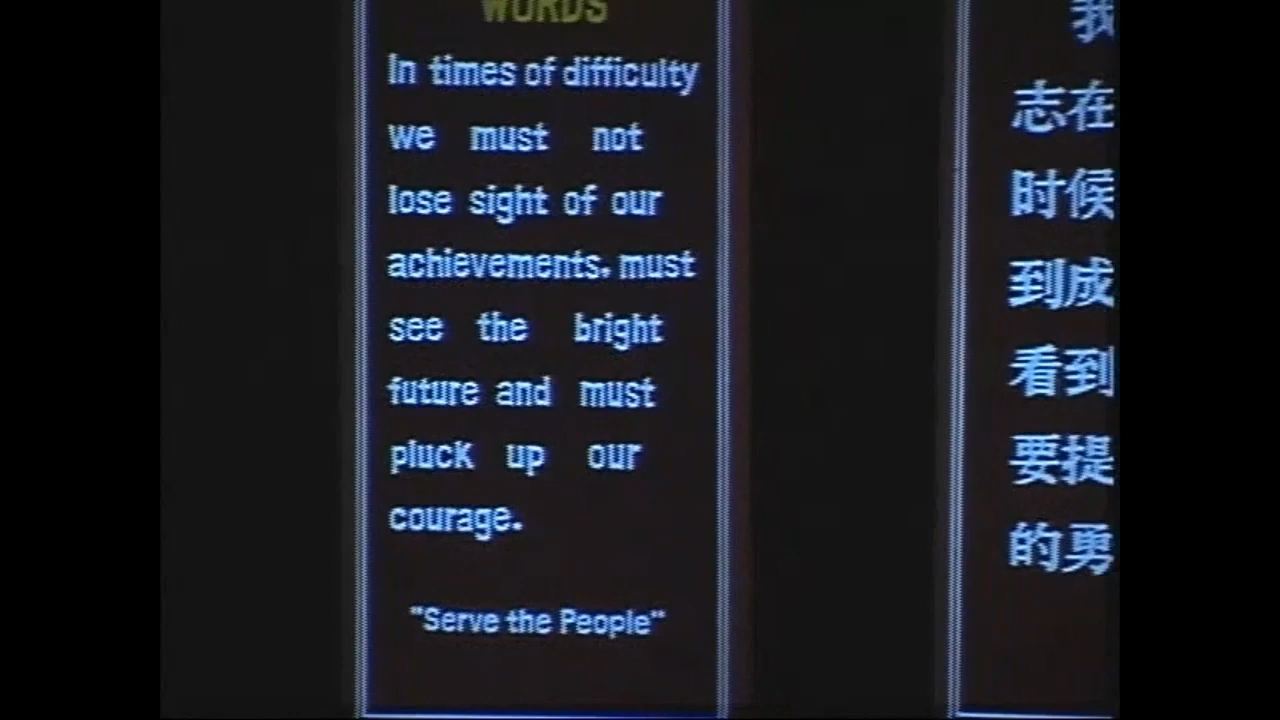 WORDS
In times of difficulty
we must not
lose sight of our
achievements. must
see the bright
future and must
pluck up our
courage.
"Serve the People"
我
志在
时候
到成
看到
要提
的勇